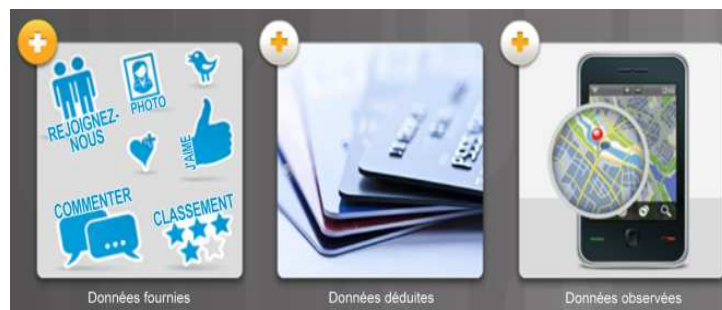 REJOIGNEZ-
NOUS
PHOTO
J'AIME
COMMENTER
CLASSEMENT
Données fournies
Données déduites
Données observées